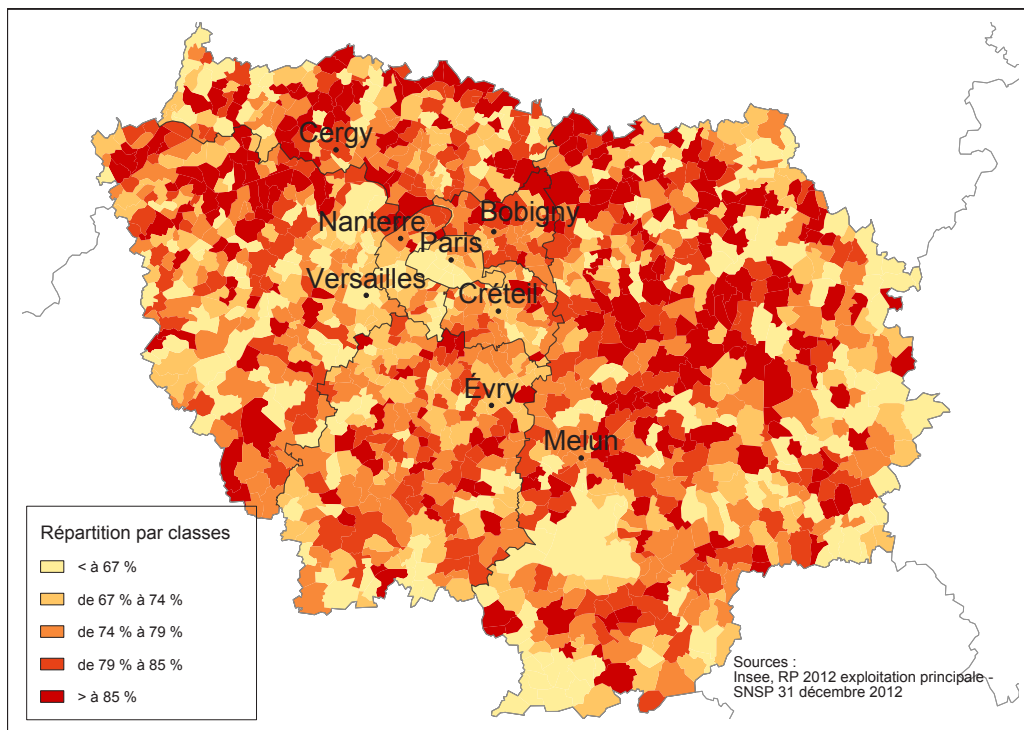 Cergy
Nanterre
Bobigny
Paris
Versailles
Créteil
Évry
Melun
Répartition par classes
< à 67 %
de 67 % à 74 %
de 74 % à 79 %
de 79 % à 85 %
> à 85 %
Sources :
Insee, RP 2012 exploitation principale -
SNSP 31 décembre 2012